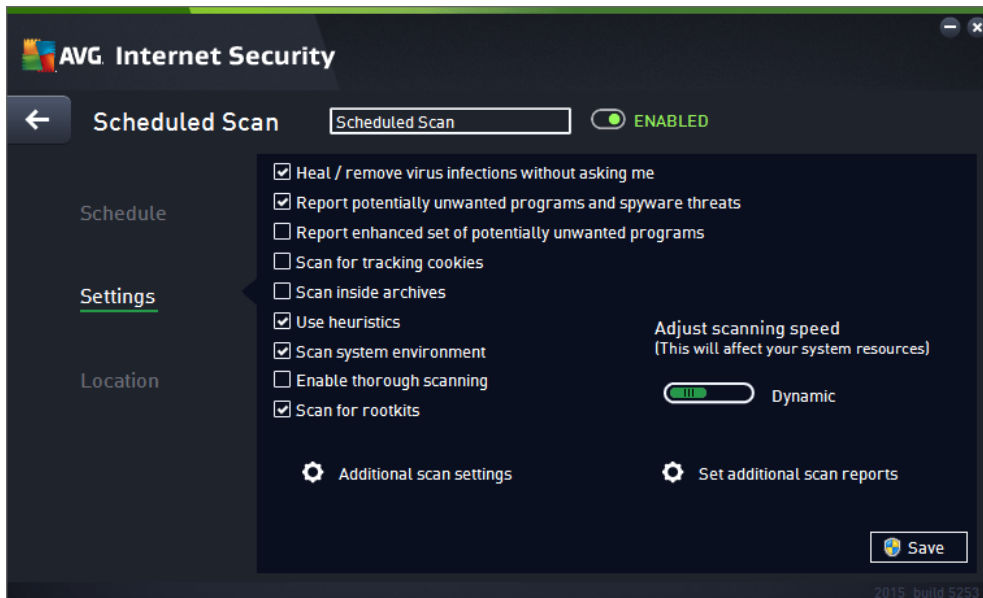 AVG. Internet Security
Scheduled Scan
Scheduled Scan
ENABLED
Schedule
Settings
Location
Heal / remove virus infections without asking me
Report potentially unwanted programs and spyware threats
Report enhanced set of potentially unwanted programs
Scan for tracking cookies
Scan inside archives
Use heuristics
Scan system environment
Enable thorough scanning
Scan for rootkits
Adjust scanning speed
(This will affect your system resources)
Dynamic
Additional scan settings
Set additional scan reports
Save
2015 build 5253